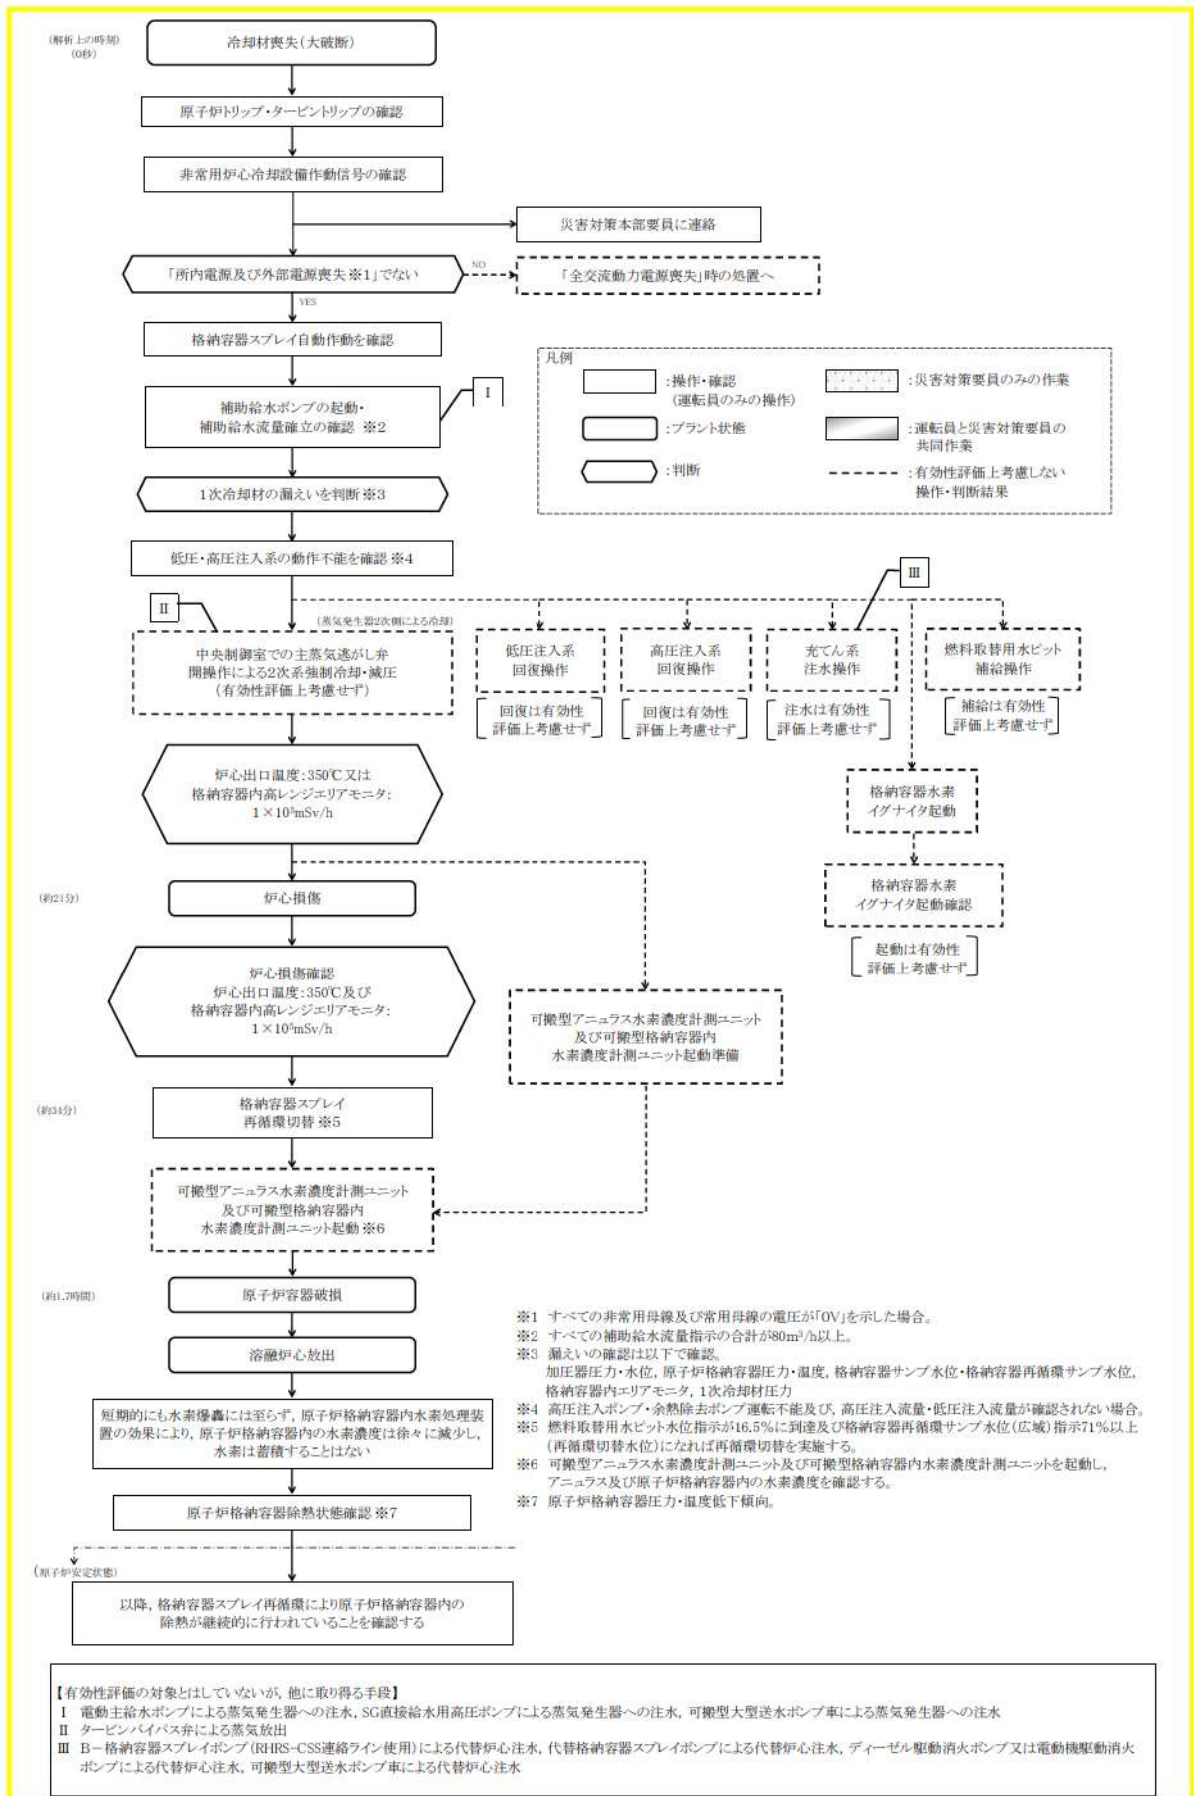 (解析上の時刻)
(0秒)
冷却材喪失(大破断)
原子炉トリップ・タービントリップの確認
非常用炉心冷却設備作動信号の確認
災害対策本部要員に連絡
「所内電源及び外部電源喪失※1」でない
NO
「全交流動力電源喪失」時の処置へ
YES
格納容器スプレイ自動作動を確認
補助給水ポンプの起動・
補助給水流量確立の確認 ※2
I
凡例
:操作・確認
(運転員のみの操作)
:災害対策要員のみの作業
:プラント状態
:運転員と災害対策要員の
共同作業
:判断
:有効性評価上考慮しない
操作・判断結果
1次冷却材の漏えいを判断※3
低圧・高圧注入系の動作不能を確認※4
II
III
(蒸気発生器2次側による冷却)
中央制御室での主蒸気逃がし弁
開操作による2次系強制冷却・減圧
(有効性評価上考慮せず)
低圧注入系
回復操作
回復は有効性
評価上考慮せず
高圧注入系
回復操作
回復は有効性
評価上考慮せず
充てん系
注水操作
注水は有効性
評価上考慮せず
燃料取替用水ピット
補給操作
補給は有効性
評価上考慮せず
炉心出口温度:350℃又は
格納容器内高レンジエリアモニタ:
1×10⁵mSv/h
格納容器水素
イグナイタ起動
格納容器水素
イグナイタ起動確認
起動は有効性
評価上考慮せず
(約21分)
炉心損傷
炉心損傷確認
炉心出口温度:350℃及び
格納容器内高レンジエリアモニタ:
1×10⁵mSv/h
可搬型アニュラス水素濃度計測ユニット
及び可搬型格納容器内
水素濃度計測ユニット起動準備
(約34分)
格納容器スプレイ
再循環切替※5
可搬型アニュラス水素濃度計測ユニット
及び可搬型格納容器内
水素濃度計測ユニット起動※6
(約1.7時間)
原子炉容器破損
溶融炉心放出
短期的にも水素爆轟には至らず,原子炉格納容器内水素処理装
置の効果により,原子炉格納容器内の水素濃度は徐々に減少し,
水素は蓄積することはない
原子炉格納容器除熱状態確認※7
(原子炉安定状態)
以降,格納容器スプレイ再循環により原子炉格納容器内の
除熱が継続的に行われていることを確認する
※1 すべての非常用母線及び常用母線の電圧が「0V」を示した場合。
※2 すべての補助給水流量指示の合計が80m³/h以上。
※3 漏えいの確認は以下で確認。
加圧器圧力・水位,原子炉格納容器圧力・温度,格納容器サンプ水位・格納容器再循環サンプ水位,
格納容器内エリアモニタ,1次冷却材圧力
※4 高圧注入ポンプ・余熱除去ポンプ運転不能及び,高圧注入流量・低圧注入流量が確認されない場合。
※5 燃料取替用水ピット水位指示が16.5%に到達及び格納容器再循環サンプ水位(広域)指示71%以上
(再循環切替水位)になれば再循環切替を実施する。
※6 可搬型アニュラス水素濃度計測ユニット及び可搬型格納容器内水素濃度計測ユニットを起動し,
アニュラス及び原子炉格納容器内の水素濃度を確認する。
※7 原子炉格納容器圧力・温度低下傾向。
【有効性評価の対象とはしていないが,他に取り得る手段】
I 電動主給水ポンプによる蒸気発生器への注水,SG直接給水用高圧ポンプによる蒸気発生器への注水,可搬型大型送水ポンプ車による蒸気発生器への注水
II タービンバイパス弁による蒸気放出
III B-格納容器スプレイポンプ(RHRS-CSS連絡ライン使用)による代替炉心注水,代替格納容器スプレイポンプによる代替炉心注水,ディーゼル駆動消火ポンプ又は電動機駆動消火
ポンプによる代替炉心注水,可搬型大型送水ポンプ車による代替炉心注水